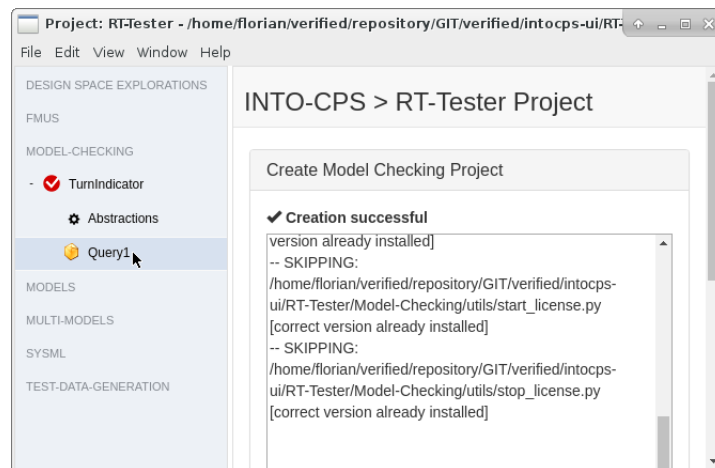 Project: RT-Tester - /home/florian/verified/repository/GIT/verified/intocps-ui/RT-
File Edit View Window Help
DESIGN SPACE EXPLORATIONS
FMUS
MODEL-CHECKING
- TurnIndicator
Abstractions
Query1
MODELS
MULTI-MODELS
SYSML
TEST-DATA-GENERATION
INTO-CPS > RT-Tester Project
Create Model Checking Project
✔ Creation successful
version already installed]
-- SKIPPING:
/home/florian/verified/repository/GIT/verified/intocps-
ui/RT-Tester/Model-Checking/utils/start_license.py
[correct version already installed]
-- SKIPPING:
/home/florian/verified/repository/GIT/verified/intocps-
ui/RT-Tester/Model-Checking/utils/stop_license.py
[correct version already installed]